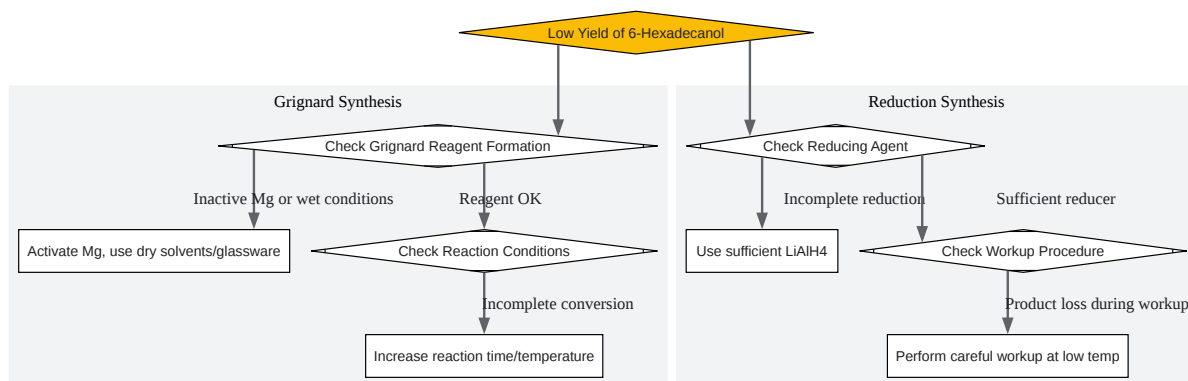 Low Yield of 6-Hexadecanol
Grignard Synthesis
Reduction Synthesis
Check Grignard Reagent Formation
Check Reducing Agent
Inactive Mg or wet conditions
Reagent OK
Incomplete reduction
Sufficient reducer
Activate Mg, use dry solvents/glassware
Check Reaction Conditions
Use sufficient LiAlH4
Check Workup Procedure
Incomplete conversion
Product loss during workup
Increase reaction time/temperature
Perform careful workup at low temp